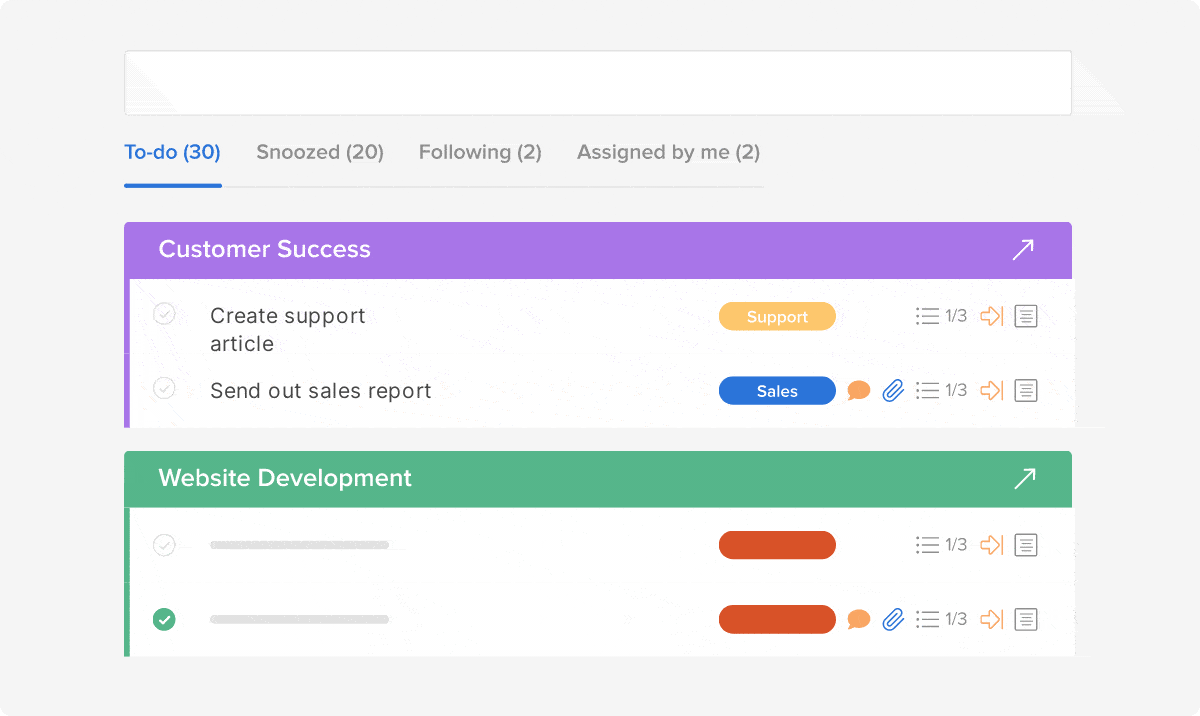 To-do (30) Snoozed (20) Following (2) Assigned by me (2)
Customer Success
Create support Support 1/3
article
Send out sales report Sales 1/3
Website Development
1/3
1/3